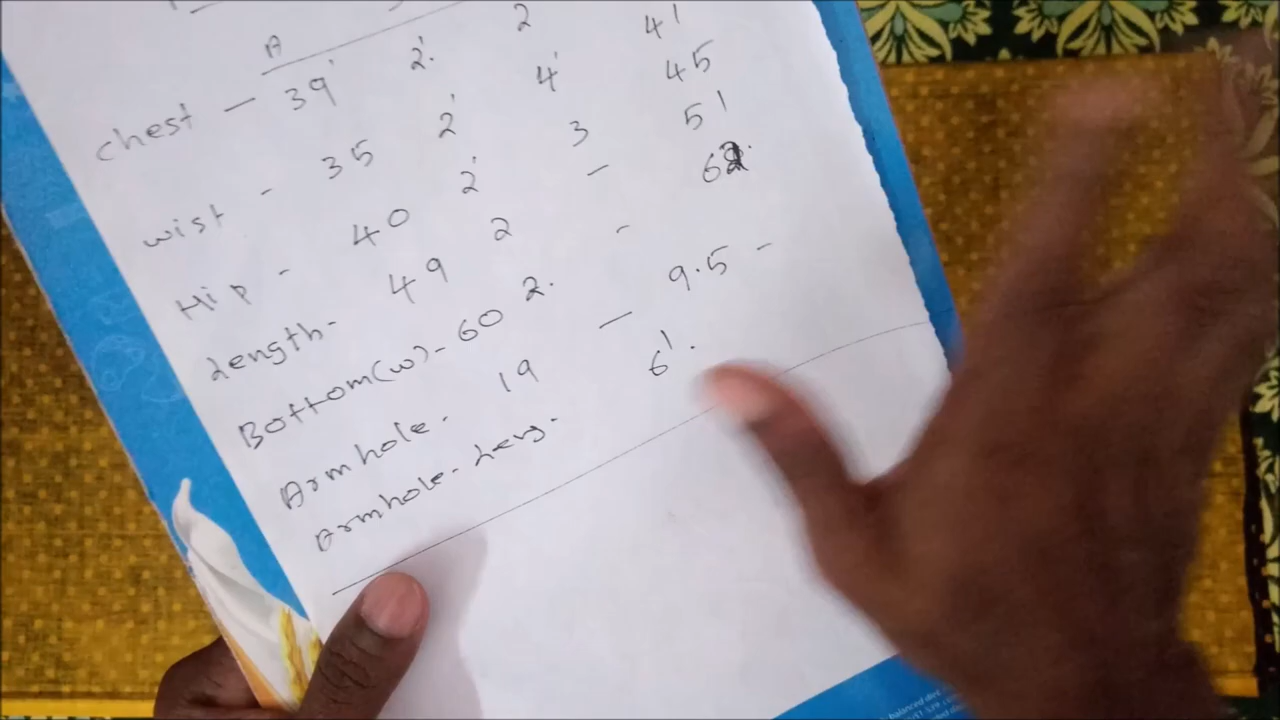 A
chest — 39' 2' 2
wist - 35 2' 4' 41
Hip - 40 2' 3 45
Length- 49 2 - 51
Bottom(w)-60 2. - 62.
Armhole. 19 — 9.5 -
Armhole-Leng. 6'.